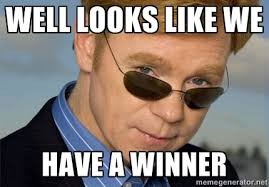 WELL LOOKS LIKE WE
HAVE A WINNER
memegenerator.net